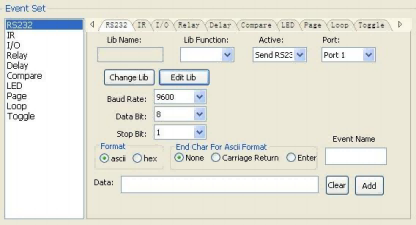 Event Set
RS232
IR
I/O
Relay
Delay
Compare
LED
Page
Loop
Toggle
RS232 IR I/O Relay Delay Compare LED Page Loop Toggle
Lib Name: Lib Function: Active: Port:
Send RS23 Port 1
Change Lib Edit Lib
Baud Rate: 9600
Data Bit: 8
Stop Bit: 1
Format End Char For Ascii Format Event Name
ascii hex None Carriage Return Enter
Data: Clear Add